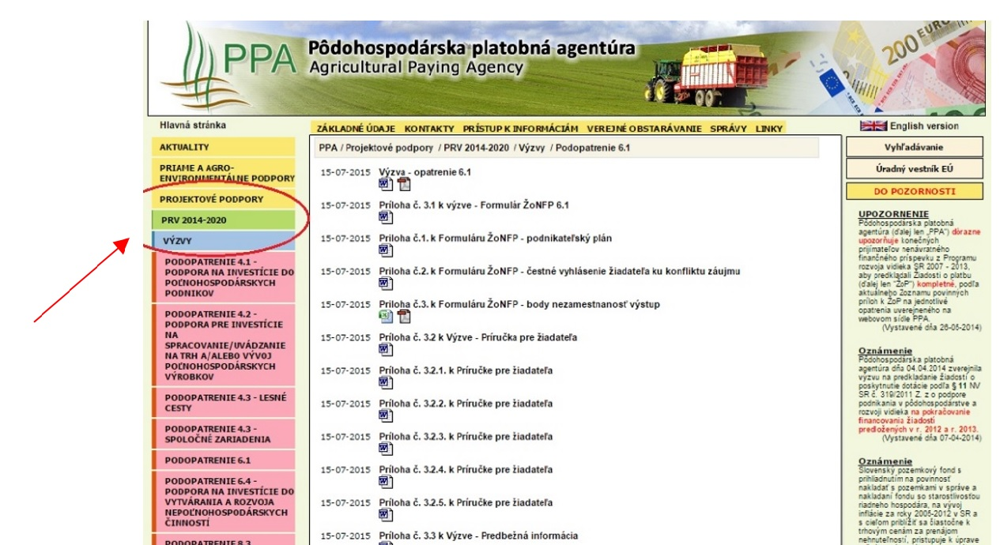 PPA Pôdohospodárska platobná agentúra
Agricultural Paying Agency
Hlavná stránka
ZÁKLADNÉ ÚDAJE KONTAKTY PRÍSTUP K INFORMÁCIÁM VEREJNÉ OBSTARÁVANIE SPRÁVY LINKY
English version
AKTUALITY
PRIAME A AGRO-
ENVIRONMENTÁLNE PODPORY
PROJEKTOVÉ PODPORY
PRV 2014-2020
VÝZVY
PODOPATRENIE 4.1 -
PODPORA NA INVESTÍCIE DO
POĽNOHOSPODÁRSKYCH
PODNIKOV
PODOPATRENIE 4.2 -
PODPORA PRE INVESTÍCIE
NA
SPRACOVANIE/UVÁDZANIE
NA TRH A/ALEBO VÝVOJ
POĽNOHOSPODÁRSKYCH
VÝROBKOV
PODOPATRENIE 4.3 - LESNÉ
CESTY
PODOPATRENIE 4.3 -
SPOLOČNÉ ZARIADENIA
PODOPATRENIE 6.1
PODOPATRENIE 6.4 -
PODPORA NA INVESTÍCIE DO
VYTVÁRANIA A ROZVOJA
NEPOĽNOHOSPODÁRSKYCH
ČINNOSTÍ
PODOPATRENIE 8.3
PPA / Projektové podpory / PRV 2014-2020 / Výzvy / Podopatrenie 6.1
15-07-2015 Výzva - opatrenie 6.1
15-07-2015 Príloha č. 3.1 k výzve - Formulár ŽoNFP 6.1
15-07-2015 Priloha č.1. k Formuláru ŽoNFP - podnikateľský plán
15-07-2015 Príloha č.2. k Formuláru ŽoNFP - čestné vyhlásenie žiadateľa ku konfliktu záujmu
15-07-2015 Priloha č.3. k Formuláru ŽoNFP - body nezamestnanosť výstup
15-07-2015 Príloha č. 3.2 k Výzve - Príručka pre žiadateľa
15-07-2015 Príloha č. 3.2.1. k Príručke pre žiadateľa
15-07-2015 Príloha č. 3.2.2. k Príručke pre žiadateľa
15-07-2015 Príloha č. 3.2.3. k Príručke pre žiadateľa
15-07-2015 Príloha č. 3.2.4. k Príručke pre žiadateľa
15-07-2015 Príloha č. 3.2.5. k Príručke pre žiadateľa
15-07-2015 Príloha č. 3.3 k Výzve - Predbežná informácia
Vyhľadávanie
Úradný vestník EÚ
DO POZORNOSTI
UPOZORNENIE
Pôdohospodárska platobná
agentúra (ďalej len „PPA") dôrazne
upozorňuje konečných
prijímateľov nenávratného
finančného príspevku z Programu
rozvoja vidieka SR 2007 - 2013,
aby predkladali Žiadosti o platbu
(ďalej len "ŽoP") kompletné, podľa
aktuálneho Zoznamu povinných
príloh k ŽoP na jednotlivé
opatrenia uverejneného na
webovom sídle PPA.
(Vystavené dňa 26-05-2014)
Oznámenie
Pôdohospodárska platobná
agentúra dňa 04.04.2014 zverejnila
výzvu na predkladanie žiadostí o
poskytnutie dotácie podľa § 11 NV
SR č. 319/2011 Z. z o podpore
podnikania v pôdohospodárstve a
rozvoji vidieka na pokračovanie
financovania žiadostí
predložených v r. 2012 a r. 2013.
(Vystavené dňa 07-04-2014)
Oznámenie
Slovenský pozemkový fond s
prihliadnutím na povinnosť
nakladať s pozemkami v správe a
nakladaní fondu so starostlivosťou
riadneho hospodára, na vývoj
inflácie za roky 2005-2012 v SR a
s cieľom priblížiť sa čiastočne k
trhovým cenám za prenájom
nehnuteľností, pristupuje k úprave
200 EURO